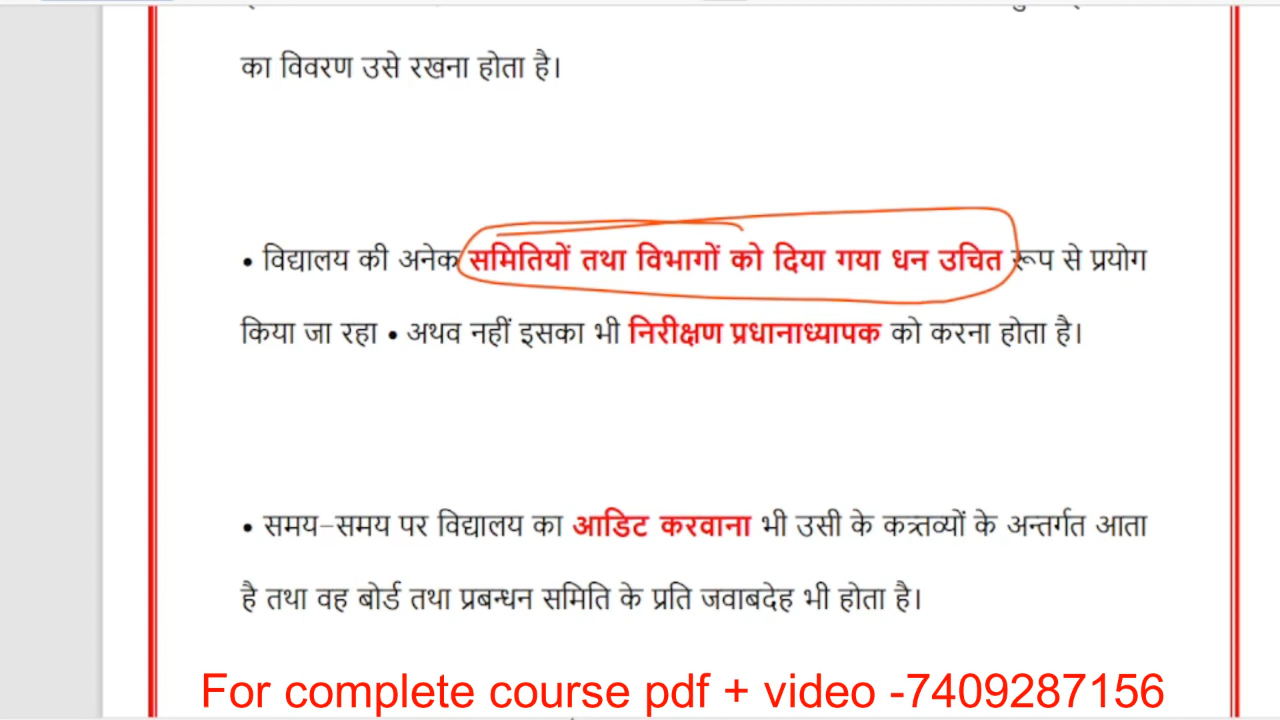 का विवरण उसे रखना होता है।
• विद्यालय की अनेक समितियों तथा विभागों को दिया गया धन उचित रूप से प्रयोग
किया जा रहा • अथव नहीं इसका भी निरीक्षण प्रधानाध्यापक को करना होता है।
• समय-समय पर विद्यालय का आडिट करवाना भी उसी के कत्र्तव्यों के अन्तर्गत आता
है तथा वह बोर्ड तथा प्रबन्धन समिति के प्रति जवाबदेह भी होता है।
For complete course pdf + video -7409287156